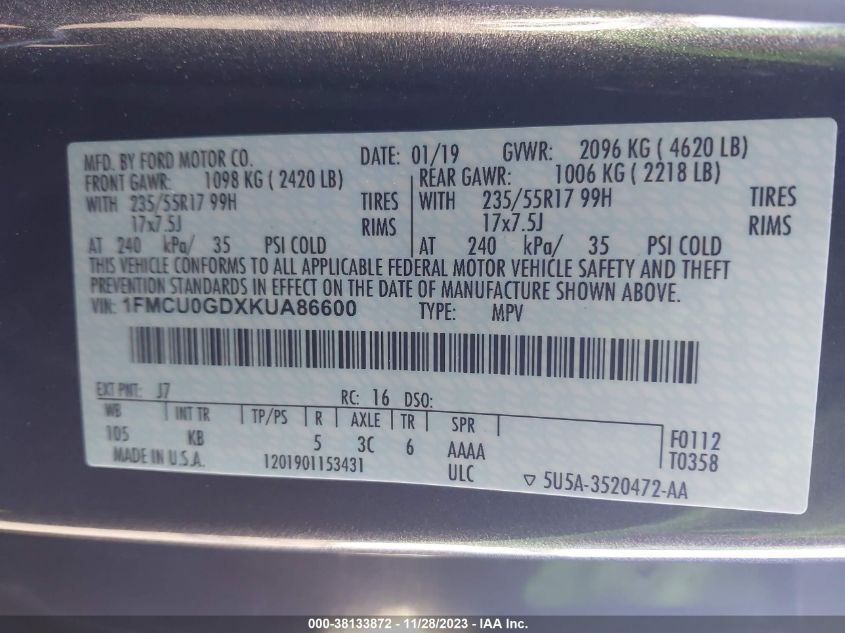 MFD. BY FORD MOTOR CO. DATE: 01/19 GVWR: 2096 KG ( 4620 LB)
FRONT GAWR: 1098 KG ( 2420 LB) REAR GAWR: 1006 KG ( 2218 LB)
WITH 235/55R17 99H TIRES WITH 235/55R17 99H TIRES
17x7.5J RIMS 17x7.5J RIMS
AT 240 kPa/ 35 PSI COLD AT 240 kPa/ 35 PSI COLD
THIS VEHICLE CONFORMS TO ALL APPLICABLE FEDERAL MOTOR VEHICLE SAFETY AND THEFT
PREVENTION STANDARDS IN EFFECT ON THE DATE OF MANUFACTURE SHOWN ABOVE.
VIN: 1FMCU0GDXKUA86600 TYPE: MPV
EXT PNT: J7 RC: 16 DSO:
WB INT TR TP/PS R AXLE TR SPR
105 KB 5 3C 6 AAAA F0112
MADE IN U.S.A. 1201901153431 ULC T0358
▽ 5U5A-3520472-AA
000-38133872 - 11/28/2023 - IAA Inc.